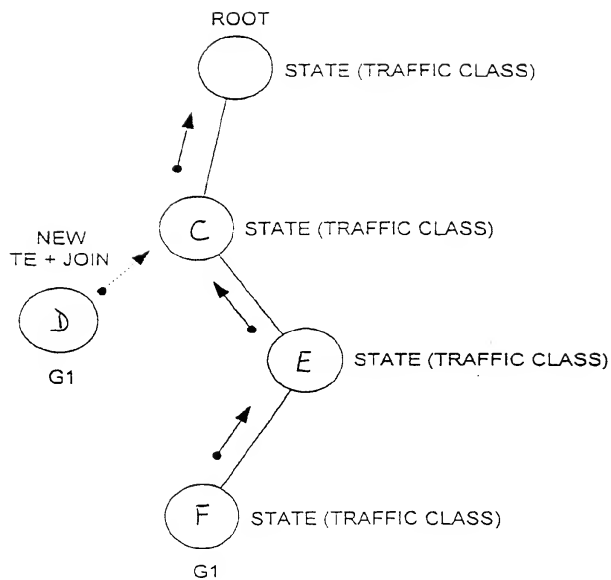 ROOT
STATE (TRAFFIC CLASS)
C
STATE (TRAFFIC CLASS)
NEW
TE + JOIN
D
G1
E
STATE (TRAFFIC CLASS)
F
STATE (TRAFFIC CLASS)
G1